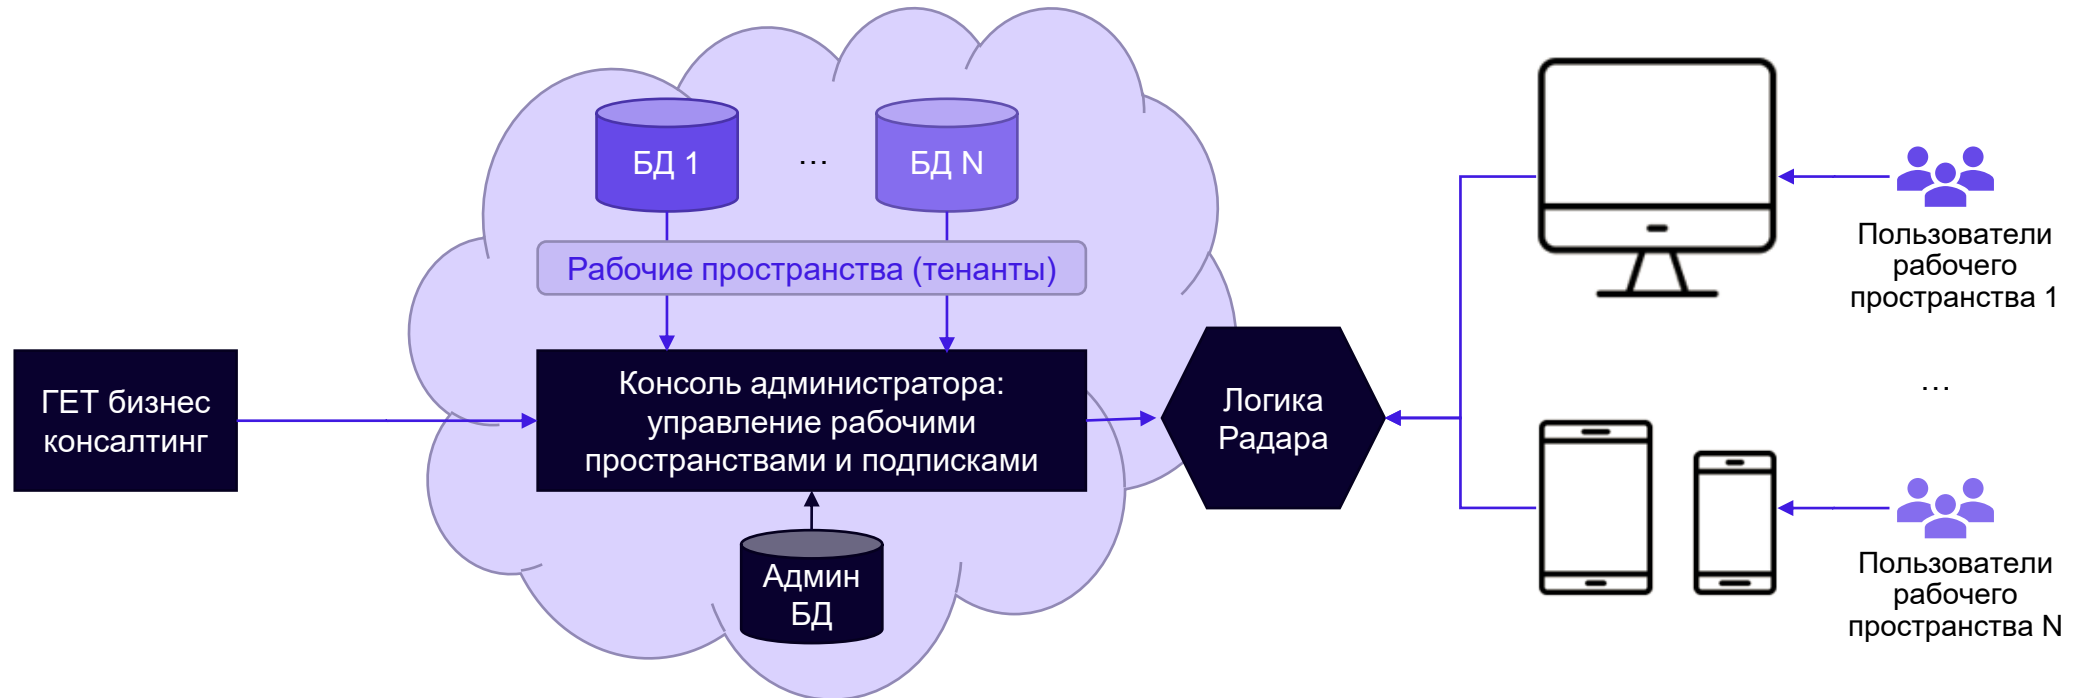 БД 1
...
БД N
Рабочие пространства (тенанты)
ГЕТ бизнес
консалтинг
Консоль администратора:
управление рабочими
пространствами и подписками
Админ
БД
Логика
Радара
Пользователи
рабочего
пространства 1
...
Пользователи
рабочего
пространства N